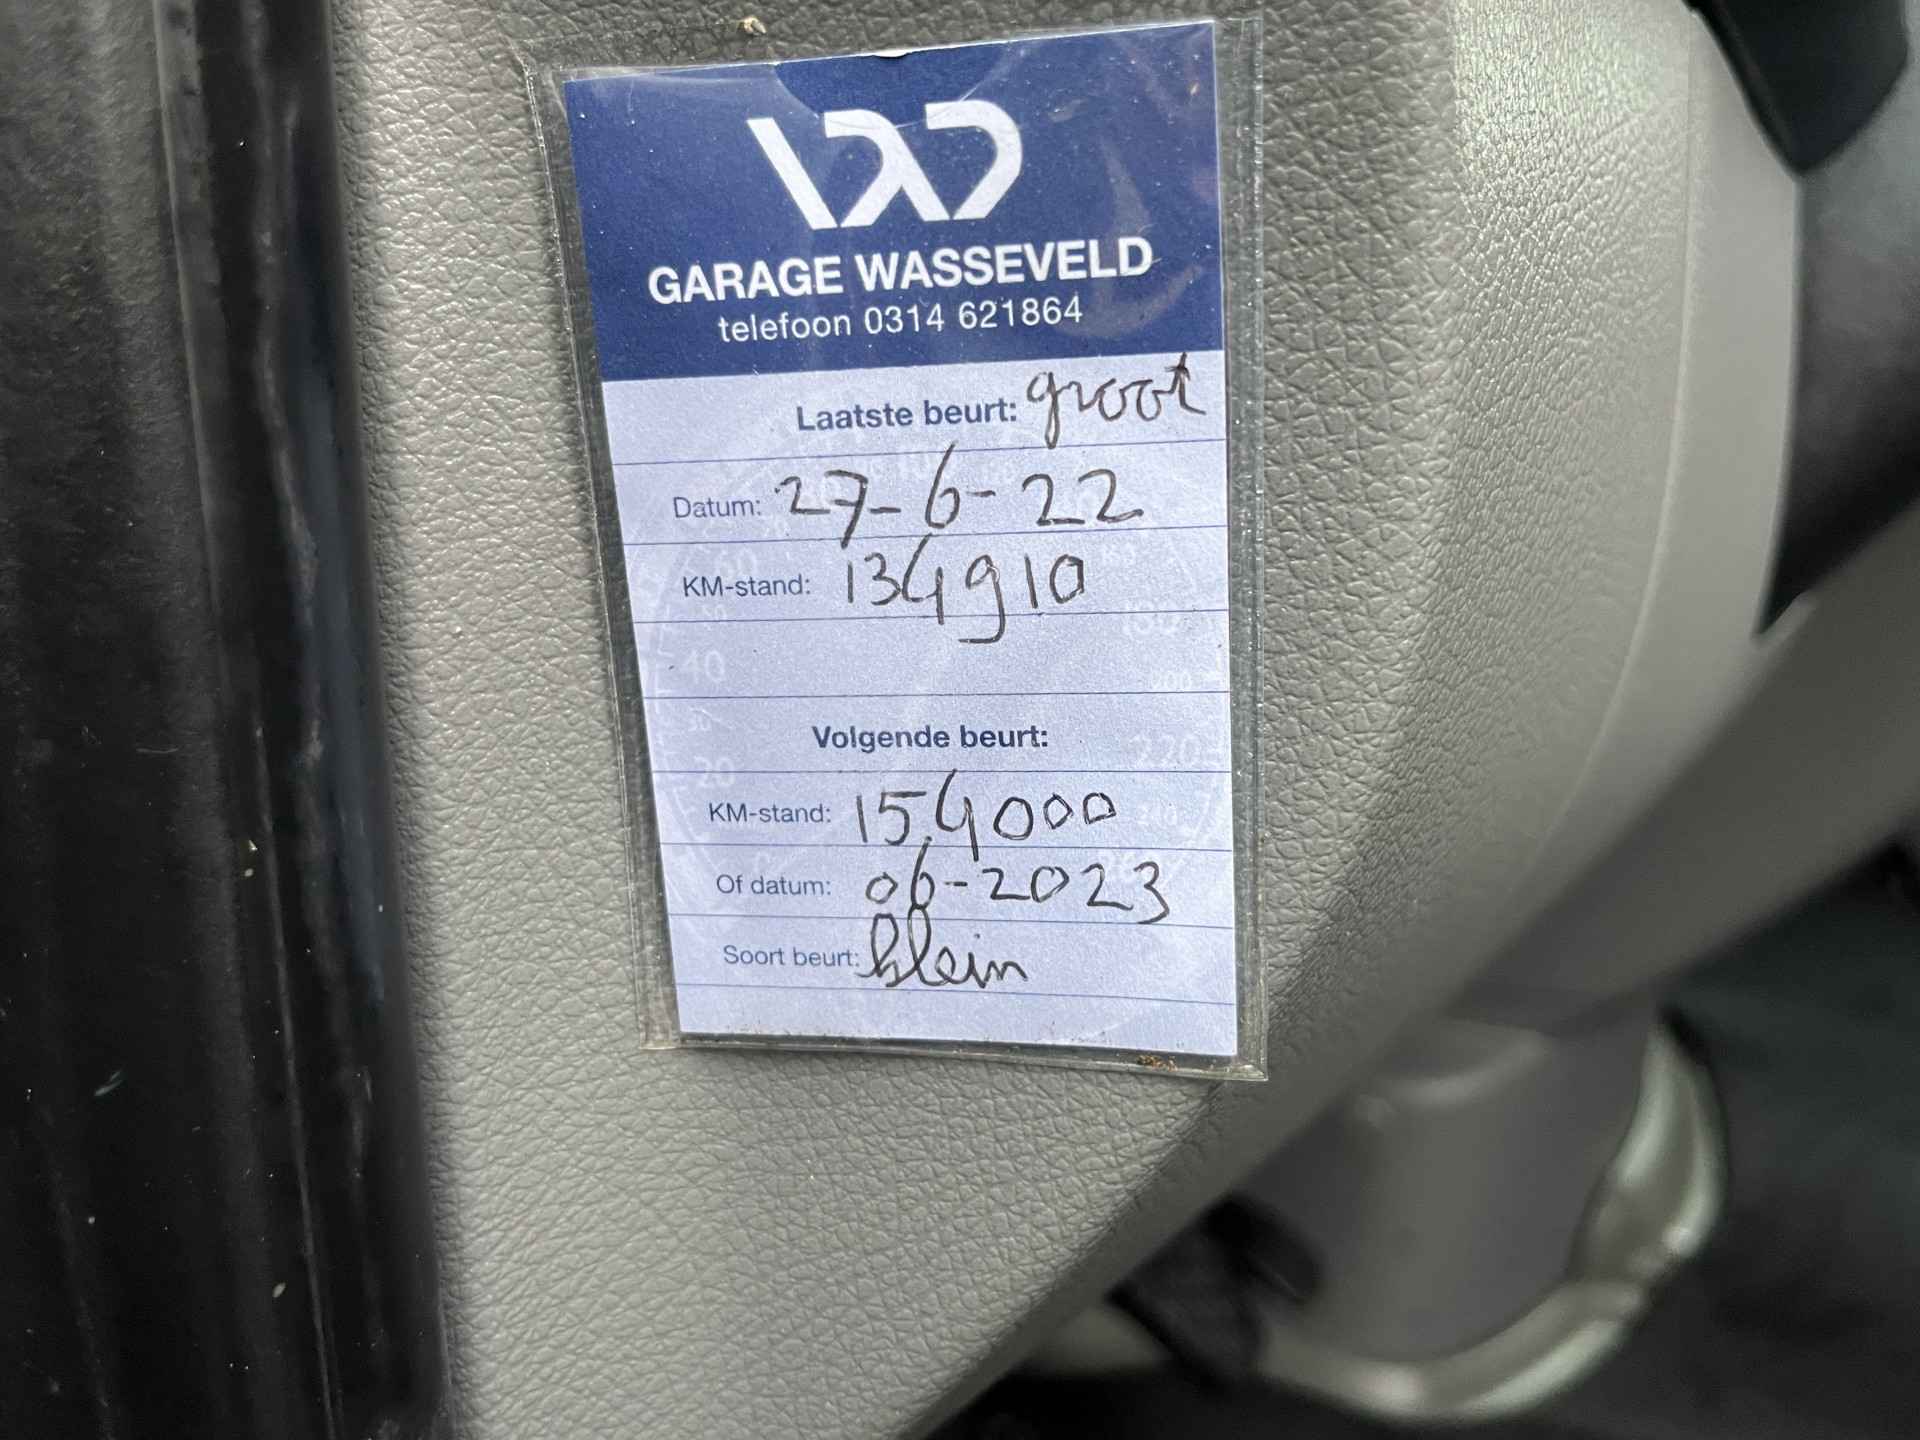 GARAGE WASSEVELD
telefoon 0314 621864
Laatste beurt: groot
Datum: 27-6-22
KM-stand: 134910
Volgende beurt:
KM-stand: 154000
Of datum: 06-2023
Soort beurt: klein